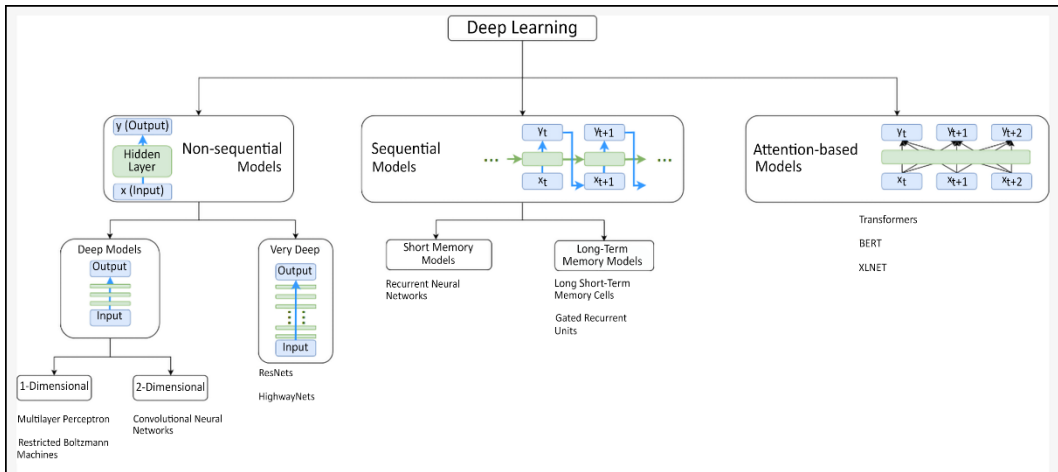 Deep Learning
y (Output)
Hidden
Layer
x (Input)
Non-sequential
Models
Sequential
Models
...
yt
yt+1
xt
xt+1
...
Attention-based
Models
yt
yt+1
yt+2
xt
xt+1
xt+2
Transformers
BERT
XLNET
Deep Models
Output
Input
Very Deep
Output
Input
Short Memory
Models
Recurrent Neural
Networks
Long-Term
Memory Models
Long Short-Term
Memory Cells
Gated Recurrent
Units
ResNets
HighwayNets
1-Dimensional
Multilayer Perceptron
Restricted Boltzmann
Machines
2-Dimensional
Convolutional Neural
Networks